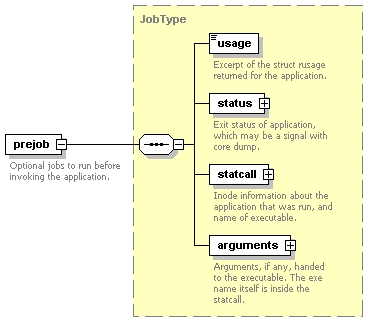 JobType
usage
Excerpt of the struct rusage
returned for the application.
status
Exit status of application,
which may be a signal with
core dump.
prejob
Optional jobs to run before
invoking the application.
statcall
Inode information about the
application that was run, and
name of executable.
arguments
Arguments, if any, handed
to the executable. The exe
name itself is inside the
statcall.